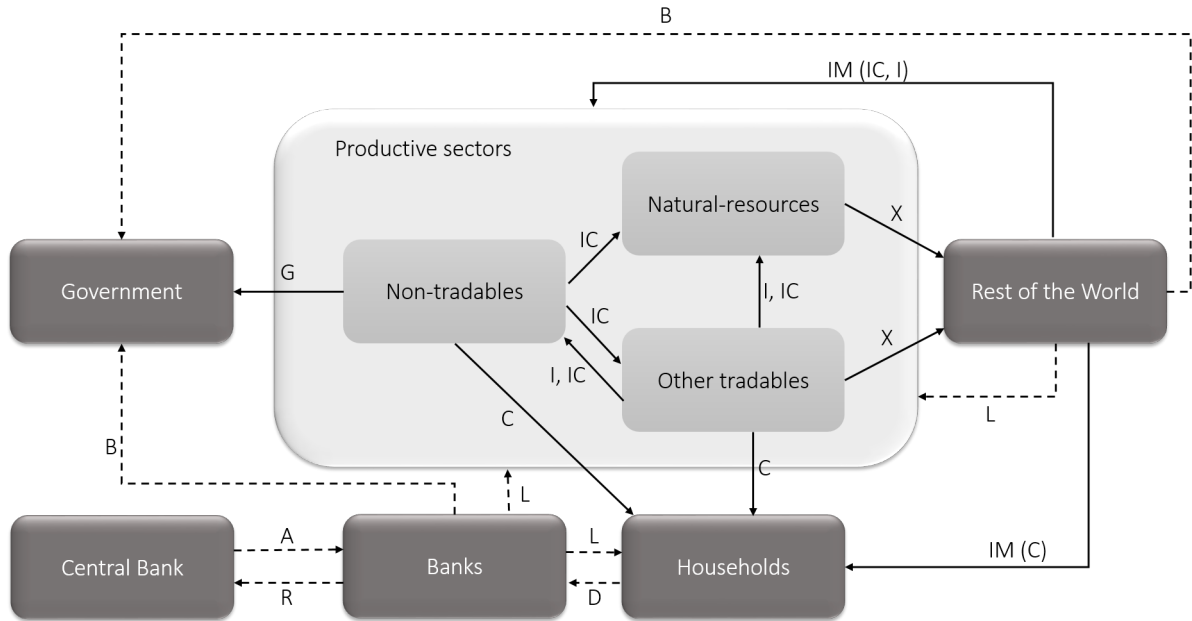 B
IM (IC, I)
Productive sectors
Natural-resources
X
IC
G
Government
Non-tradables
I, IC
Rest of the World
IC
X
I, IC
Other tradables
C
L
B
C
L
Central Bank
A
R
Banks
L
D
Households
IM (C)